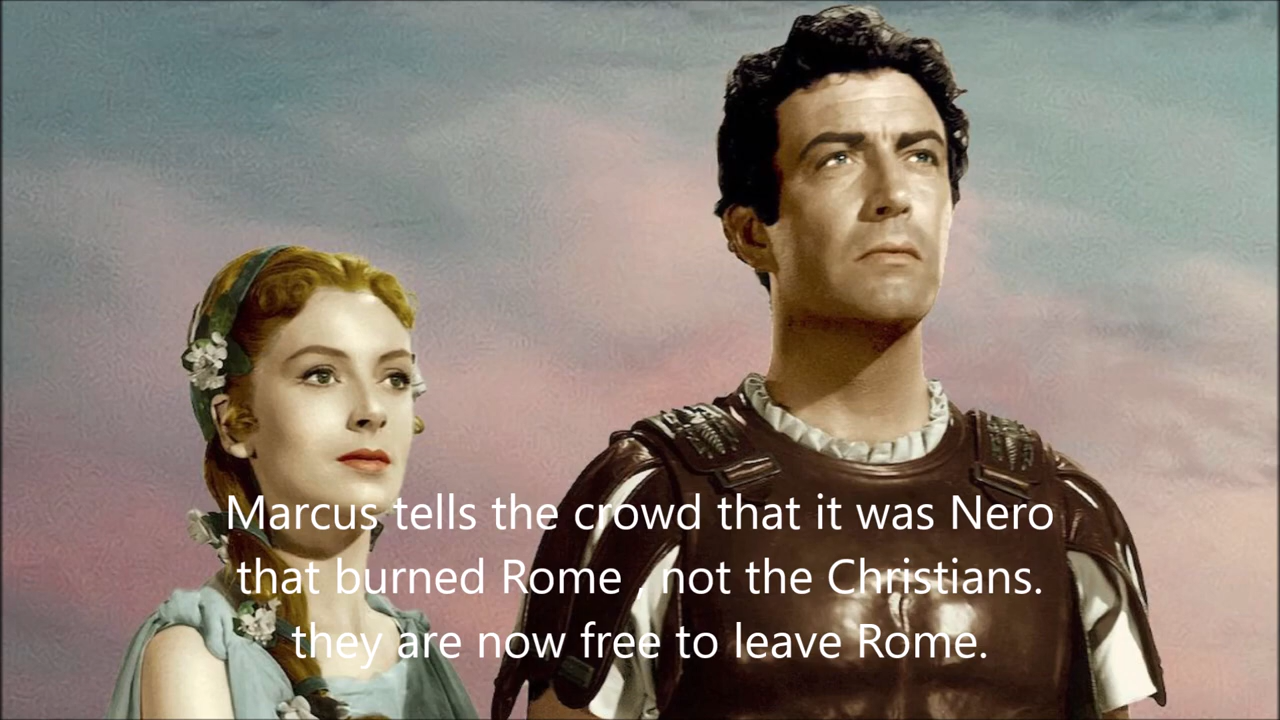 Marcus tells the crowd that it was Nero
that burned Rome , not the Christians.
they are now free to leave Rome.